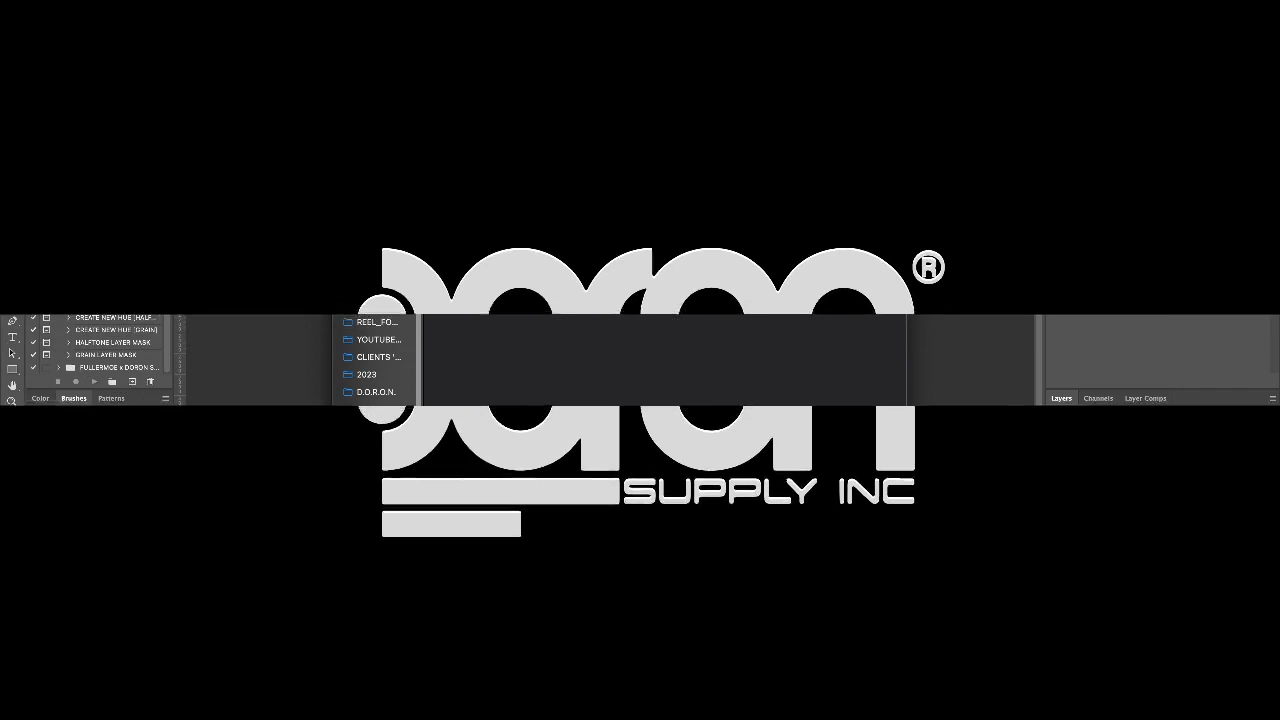 doron
®
CREATE NEW HUE [HALF...
CREATE NEW HUE [GRAIN]
HALFTONE LAYER MASK
GRAIN LAYER MASK
FULLERMOE x DORON S...
Color Brushes Patterns
REEL_FO...
YOUTUBE...
CLIENTS '...
2023
D.O.R.O.N.
Layers Channels Layer Comps
SUPPLY INC